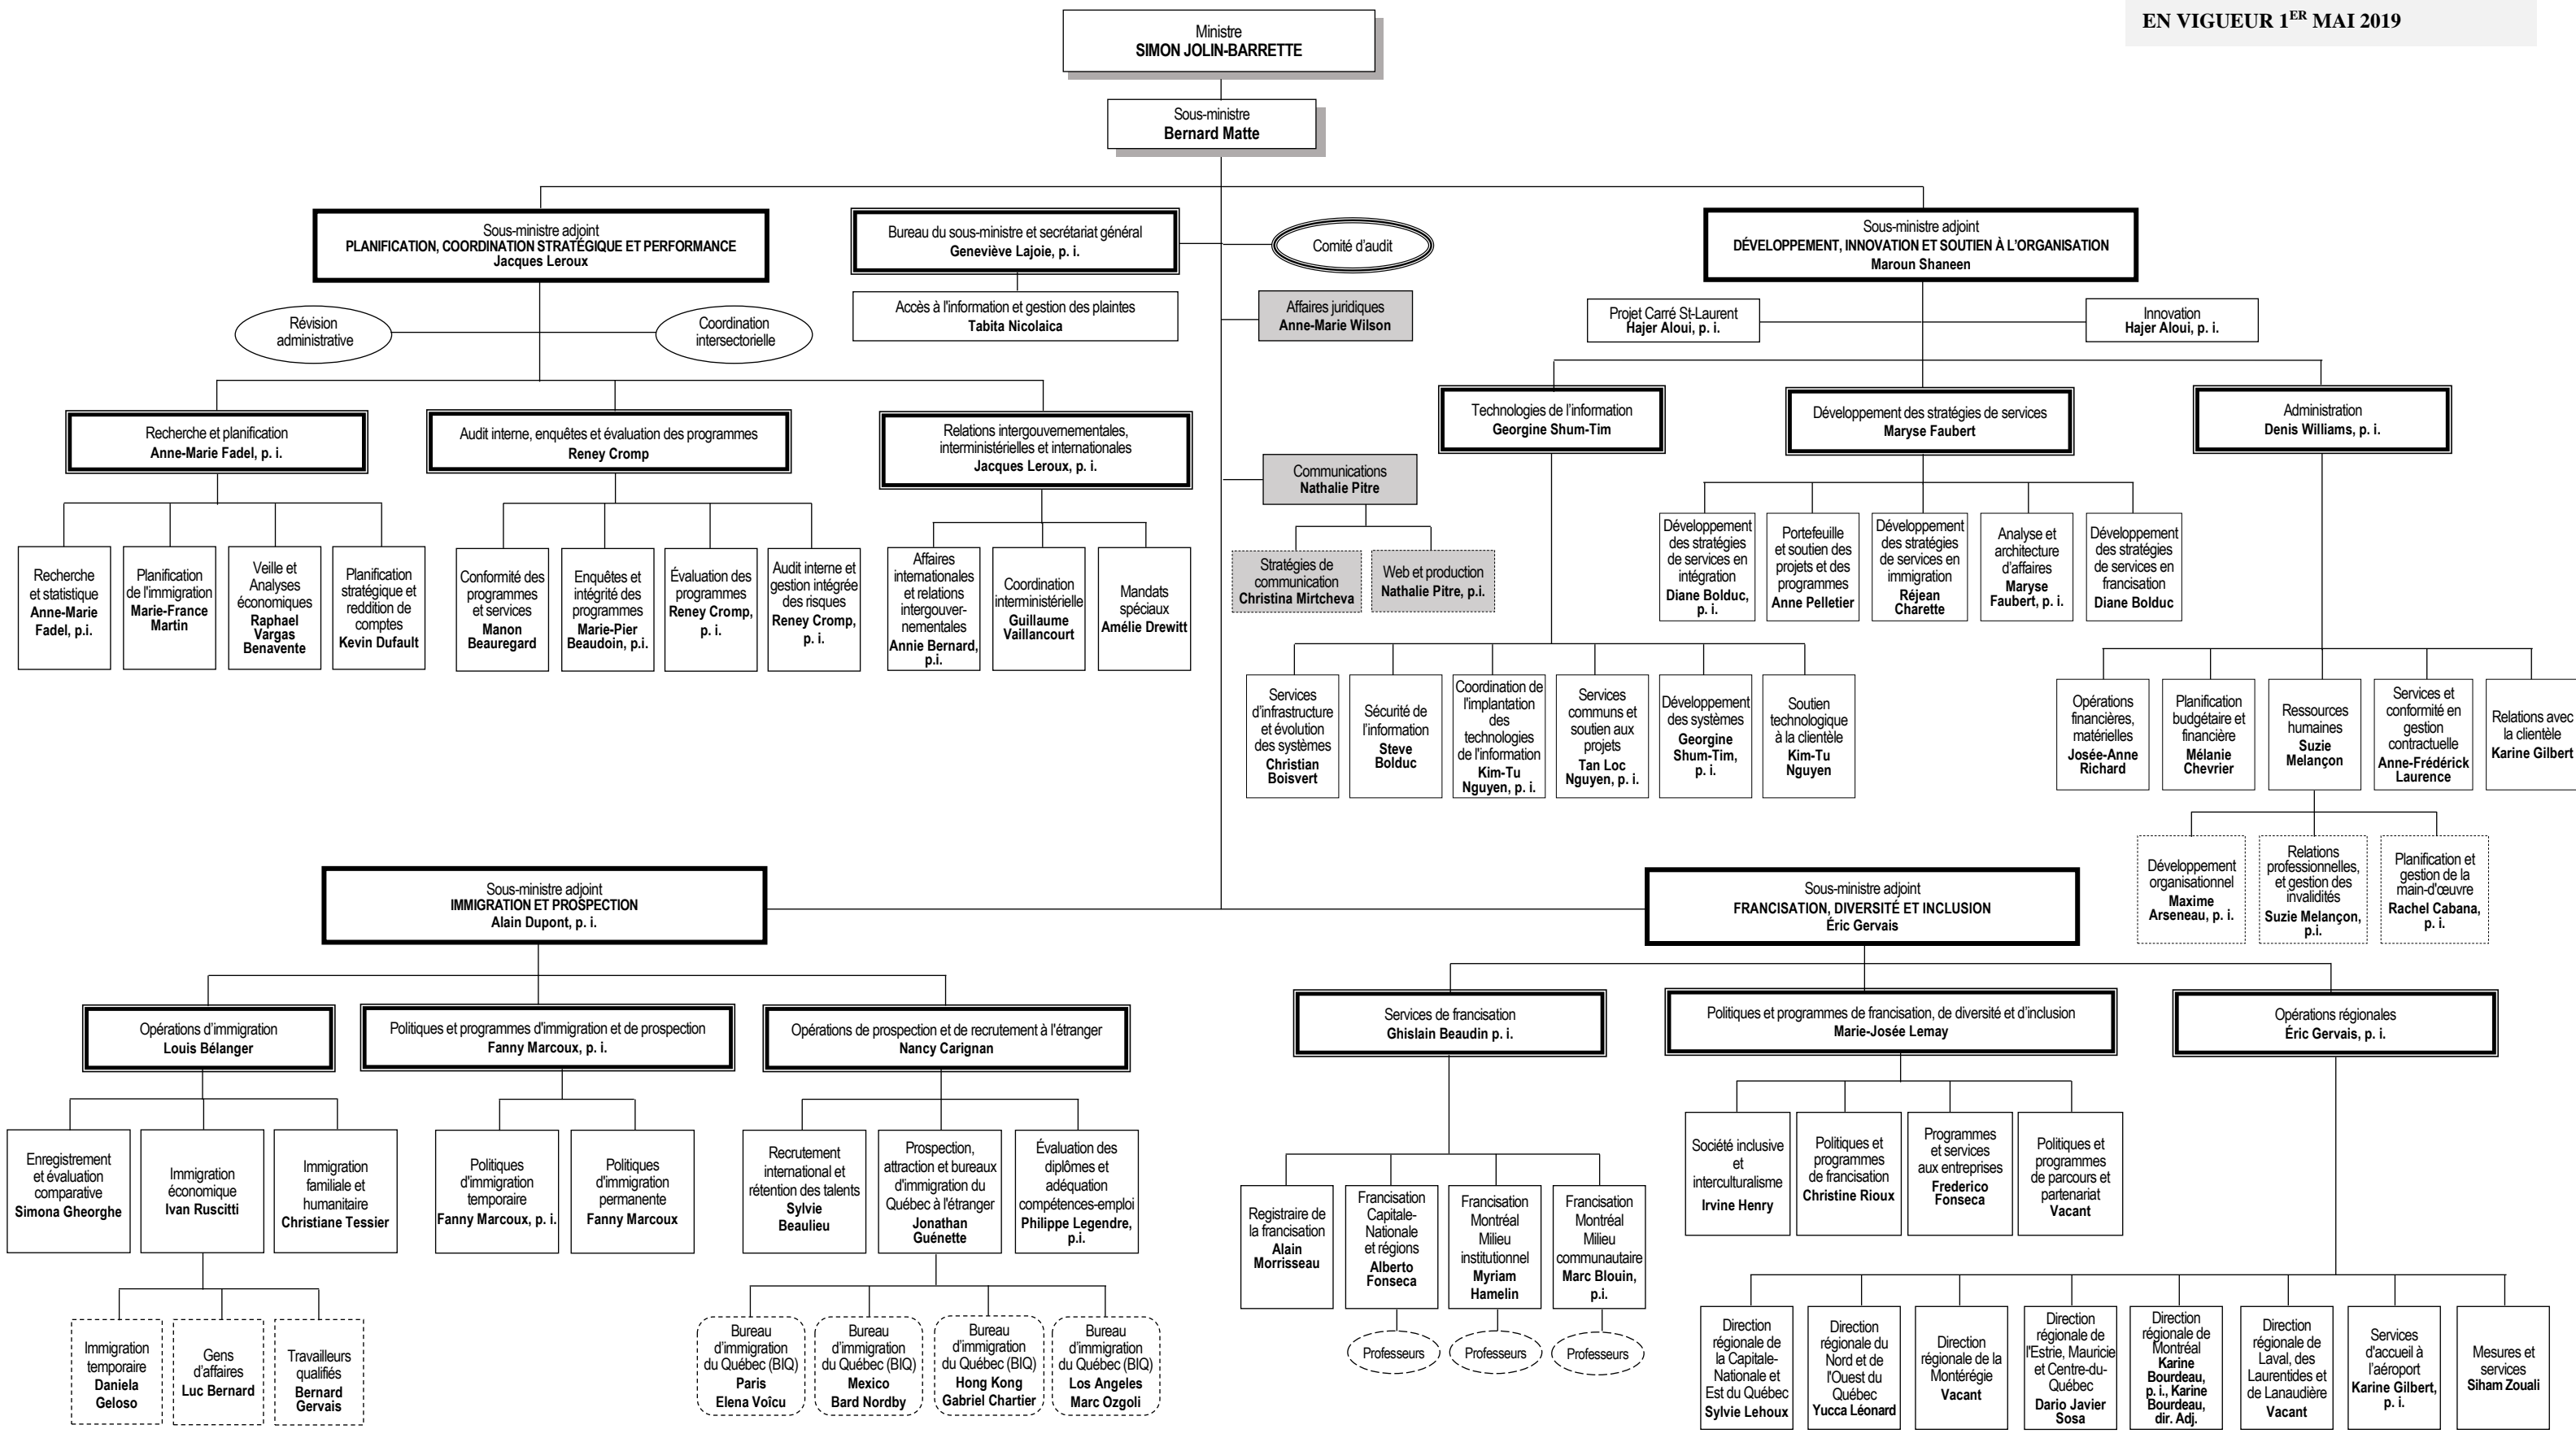 EN VIGUEUR 1ER MAI 2019
Ministre
SIMON JOLIN-BARRETTE
Sous-ministre
Bernard Matte
Sous-ministre adjoint
PLANIFICATION, COORDINATION STRATÉGIQUE ET PERFORMANCE
Jacques Leroux
Bureau du sous-ministre et secrétariat général
Geneviève Lajoie, p. i.
Comité d'audit
Sous-ministre adjoint
DÉVELOPPEMENT, INNOVATION ET SOUTIEN À L'ORGANISATION
Maroun Shaneen
Révision
administrative
Coordination
intersectorielle
Accès à l'information et gestion des plaintes
Tabita Nicolaica
Affaires juridiques
Anne-Marie Wilson
Projet Carré St-Laurent
Hajer Aloui, p. i.
Innovation
Hajer Aloui, p. i.
Recherche et planification
Anne-Marie Fadel, p. i.
Audit interne, enquêtes et évaluation des programmes
Reney Cromp
Relations intergouvernementales,
interministérielles et internationales
Jacques Leroux, p. i.
Technologies de l'information
Georgine Shum-Tim
Développement des stratégies de services
Maryse Faubert
Administration
Denis Williams, p. i.
Communications
Nathalie Pitre
Stratégies de
communication
Christina Mirtcheva
Web et production
Nathalie Pitre, p.i.
Recherche
et statistique
Anne-Marie
Fadel, p.i.
Planification
de l'immigration
Marie-France
Martin
Veille et
Analyses
économiques
Raphael
Vargas
Benavente
Planification
stratégique et
reddition de
comptes
Kevin Dufault
Conformité des
programmes
et services
Manon
Beauregard
Enquêtes et
intégrité des
programmes
Marie-Pier
Beaudoin, p.i.
Évaluation des
programmes
Reney Cromp,
p. i.
Audit interne et
gestion intégrée
des risques
Reney Cromp,
p. i.
Affaires
internationales
et relations
intergouver-
nementales
Annie Bernard,
p.i.
Coordination
interministérielle
Guillaume
Vaillancourt
Mandats
spéciaux
Amélie Drewitt
Développement
des stratégies
de services en
intégration
Diane Bolduc,
p. i.
Portefeuille
et soutien des
projets et des
programmes
Anne Pelletier
Développement
des stratégies
de services en
immigration
Réjean
Charette
Analyse et
architecture
d'affaires
Maryse
Faubert, p. i.
Développement
des stratégies
de services en
francisation
Diane Bolduc
Services
d'infrastructure
et évolution
des systèmes
Christian
Boisvert
Sécurité de
l'information
Steve
Bolduc
Coordination de
l'implantation
des
technologies
de l'information
Kim-Tu
Nguyen, p. i.
Services
communs et
soutien aux
projets
Tan Loc
Nguyen, p. i.
Développement
des systèmes
Georgine
Shum-Tim,
p. i.
Soutien
technologique
à la clientèle
Kim-Tu
Nguyen
Opérations
financières,
matérielles
Josée-Anne
Richard
Planification
budgétaire et
financière
Mélanie
Chevrier
Ressources
humaines
Suzie
Melançon
Services et
conformité en
gestion
contractuelle
Anne-Frédérick
Laurence
Relations avec
la clientèle
Karine Gilbert
Développement
organisationnel
Maxime
Arseneau, p. i.
Relations
professionnelles,
et gestion des
invalidités
Suzie Melançon,
p.i.
Planification et
gestion de la
main-d'œuvre
Rachel Cabana,
p. i.
Sous-ministre adjoint
IMMIGRATION ET PROSPECTION
Alain Dupont, p. i.
Sous-ministre adjoint
FRANCISATION, DIVERSITÉ ET INCLUSION
Éric Gervais
Opérations d'immigration
Louis Bélanger
Politiques et programmes d'immigration et de prospection
Fanny Marcoux, p. i.
Opérations de prospection et de recrutement à l'étranger
Nancy Carignan
Services de francisation
Ghislain Beaudin p. i.
Politiques et programmes de francisation, de diversité et d'inclusion
Marie-Josée Lemay
Opérations régionales
Éric Gervais, p. i.
Enregistrement
et évaluation
comparative
Simona Gheorghe
Immigration
économique
Ivan Ruscitti
Immigration
familiale et
humanitaire
Christiane Tessier
Politiques
d'immigration
temporaire
Fanny Marcoux, p. i.
Politiques
d'immigration
permanente
Fanny Marcoux
Recrutement
international et
rétention des talents
Sylvie
Beaulieu
Prospection,
attraction et bureaux
d'immigration du
Québec à l'étranger
Jonathan
Guénette
Évaluation des
diplômes et
adéquation
compétences-emploi
Philippe Legendre,
p.i.
Immigration
temporaire
Daniela
Geloso
Gens
d'affaires
Luc Bernard
Travailleurs
qualifiés
Bernard
Gervais
Bureau
d'immigration
du Québec (BIQ)
Paris
Elena Voîcu
Bureau
d'immigration
du Québec (BIQ)
Mexico
Bard Nordby
Bureau
d'immigration
du Québec (BIQ)
Hong Kong
Gabriel Chartier
Bureau
d'immigration
du Québec (BIQ)
Los Angeles
Marc Ozgoli
Registraire de
la francisation
Alain
Morrisseau
Francisation
Capitale-
Nationale
et régions
Alberto
Fonseca
Francisation
Montréal
Milieu
institutionnel
Myriam
Hamelin
Francisation
Montréal
Milieu
communautaire
Marc Blouin,
p.i.
Professeurs
Professeurs
Professeurs
Société inclusive
et
interculturalisme
Irvine Henry
Politiques et
programmes
de francisation
Christine Rioux
Programmes
et services
aux entreprises
Frederico
Fonseca
Politiques et
programmes
de parcours et
partenariat
Vacant
Direction
régionale de
la Capitale-
Nationale et
Est du Québec
Sylvie Lehoux
Direction
régionale du
Nord et de
l'Ouest du
Québec
Yucca Léonard
Direction
régionale de la
Montérégie
Vacant
Direction
régionale de
l'Estrie, Mauricie
et Centre-du-
Québec
Dario Javier
Sosa
Direction
régionale de
Montréal
Karine
Bourdeau,
p. i., Karine
Bourdeau,
dir. Adj.
Direction
régionale de
Laval, des
Laurentides et
de Lanaudière
Vacant
Services
d'accueil à
l'aéroport
Karine Gilbert,
p. i.
Mesures et
services
Siham Zouali